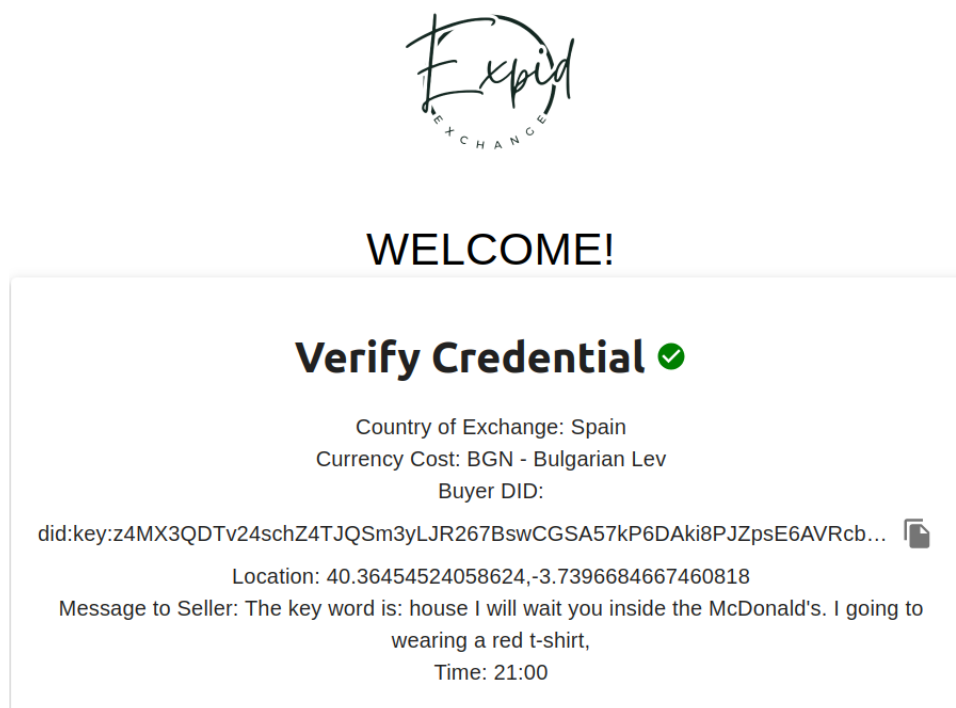 Expid
EXCHANGE
WELCOME!
Verify Credential
Country of Exchange: Spain
Currency Cost: BGN - Bulgarian Lev
Buyer DID:
did:key:z4MX3QDTv24schZ4TJQSm3yLJR267BswCGSA57kP6DAki8PJZpsE6AVRcb…
Location: 40.36454524058624,-3.7396684667460818
Message to Seller: The key word is: house I will wait you inside the McDonald's. I going to
wearing a red t-shirt,
Time: 21:00